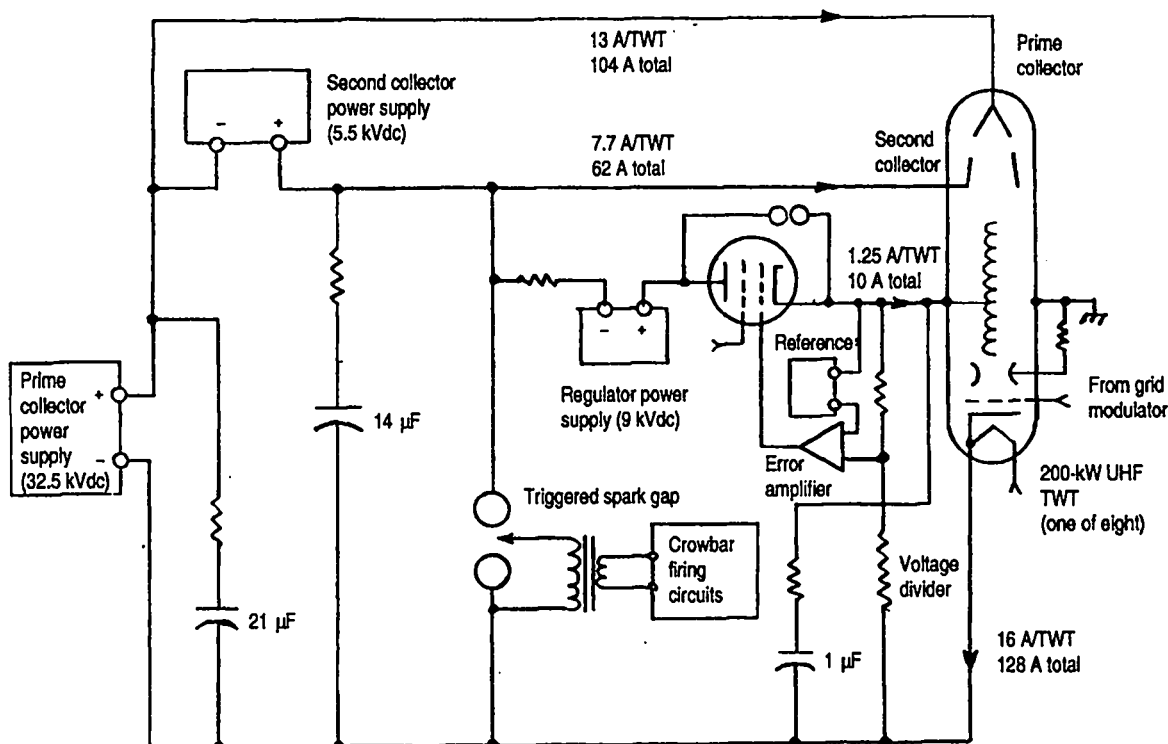 13 A/TWT
104 A total
Prime
collector
Second collector
power supply
(5.5 kVdc)
- +
7.7 A/TWT
62 A total
Second
collector
1.25 A/TWT
10 A total
- +
Reference
Regulator power
supply (9 kVdc)
Prime
collector
power
supply
(32.5 kVdc)
+
-
14 µF
From grid
modulator
Error
amplifier
200-kW UHF
TWT
(one of eight)
Triggered spark gap
Crowbar
firing
circuits
Voltage
divider
21 µF
1 µF
16 A/TWT
128 A total